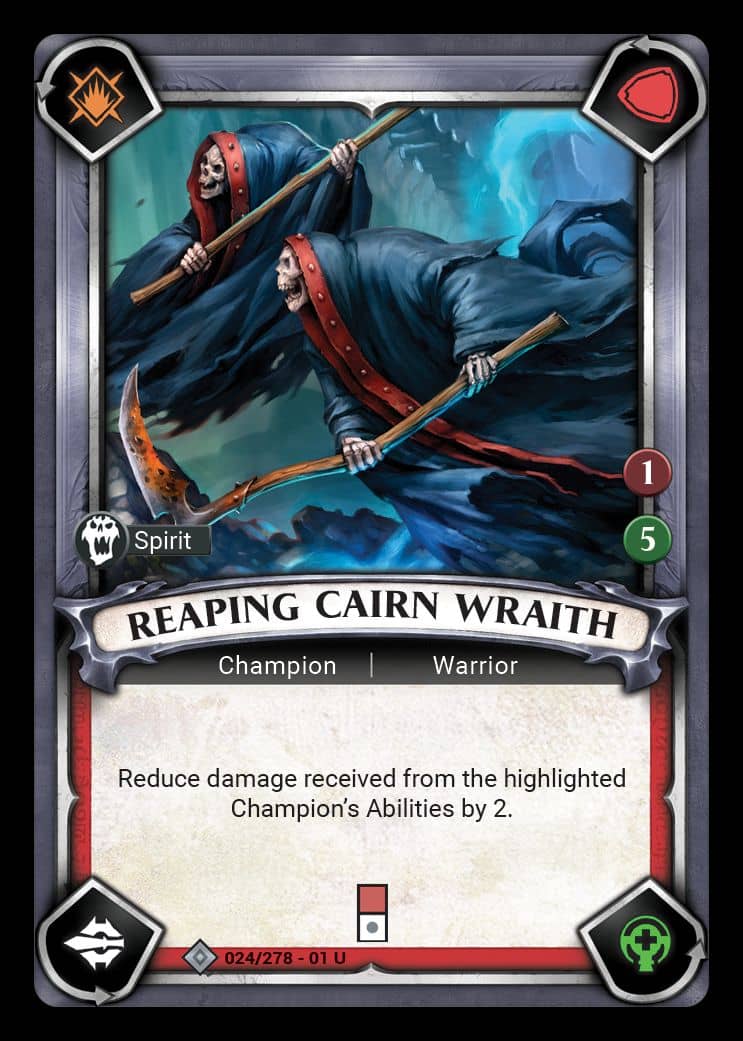 1
Spirit
5
REAPING CAIRN WRAITH
Champion | Warrior
Reduce damage received from the highlighted
Champion's Abilities by 2.
024/278 - 01 U